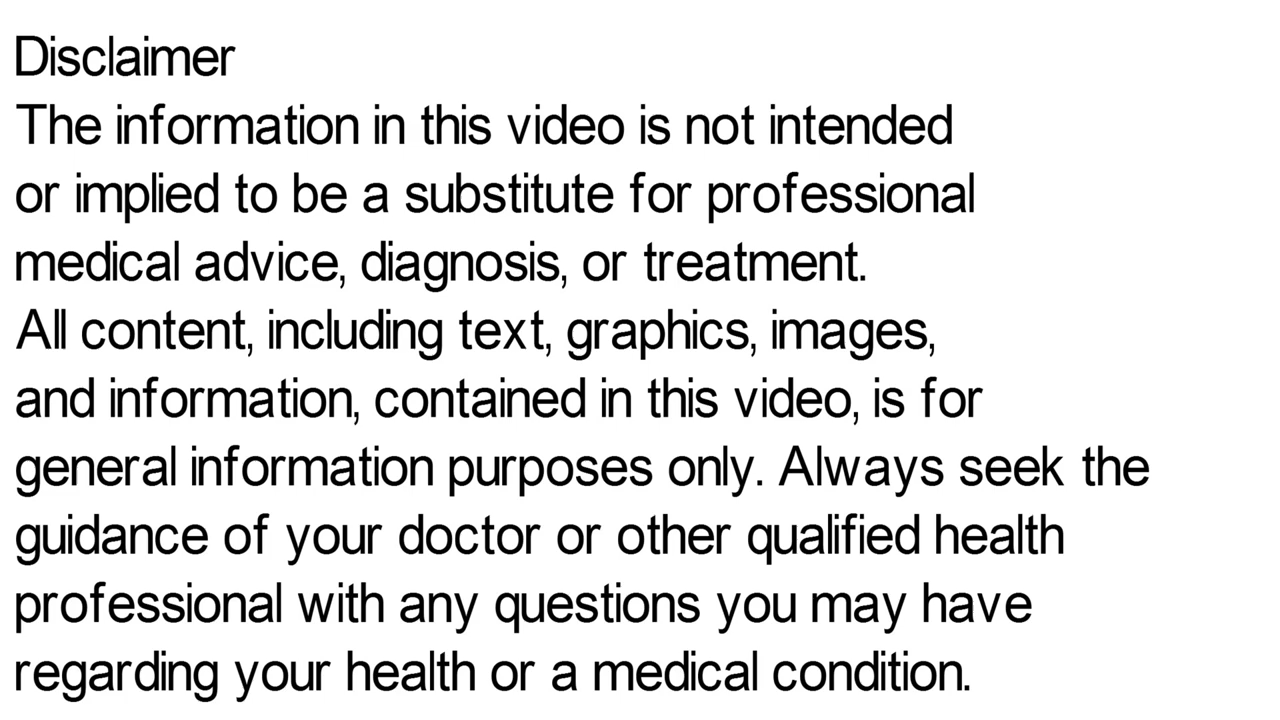 Disclaimer
The information in this video is not intended
or implied to be a substitute for professional
medical advice, diagnosis, or treatment.
All content, including text, graphics, images,
and information, contained in this video, is for
general information purposes only. Always seek the
guidance of your doctor or other qualified health
professional with any questions you may have
regarding your health or a medical condition.